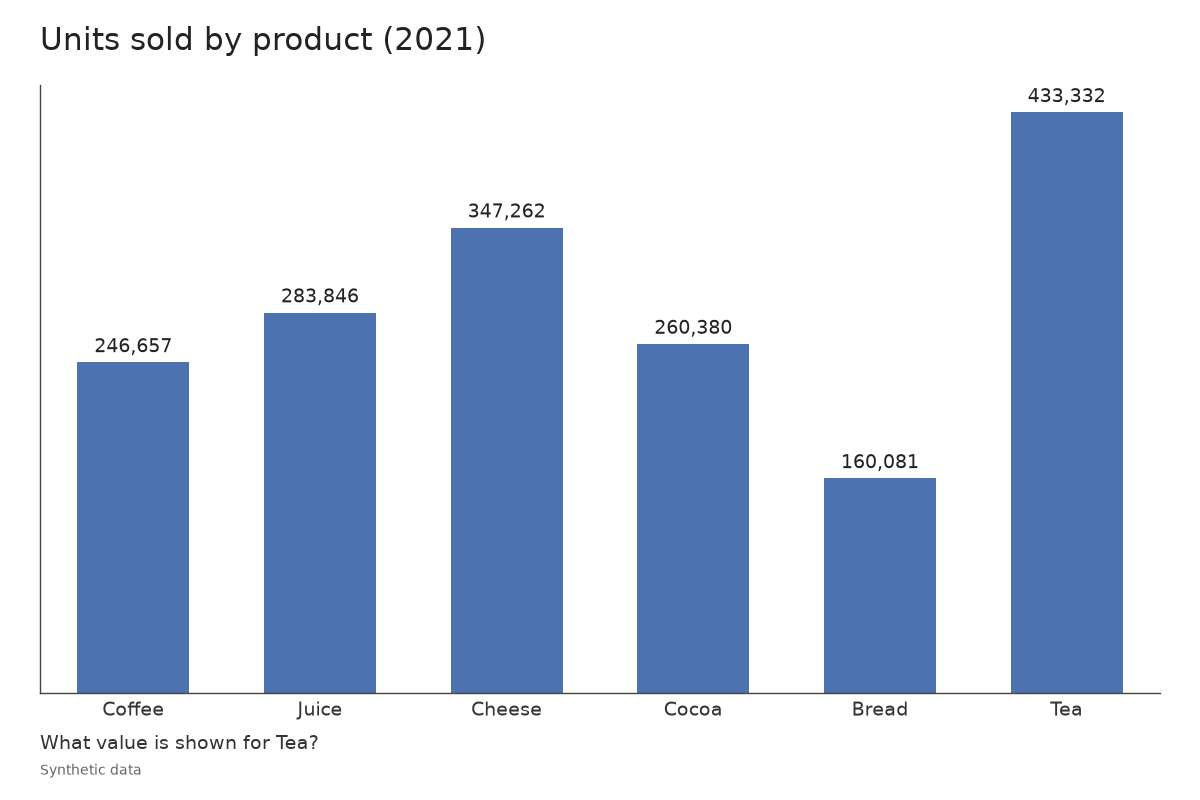 Units sold by product (2021)
433,332
347,262
283,846
260,380
246,657
160,081
Coffee Juice Cheese Cocoa Bread Tea
What value is shown for Tea?
Synthetic data